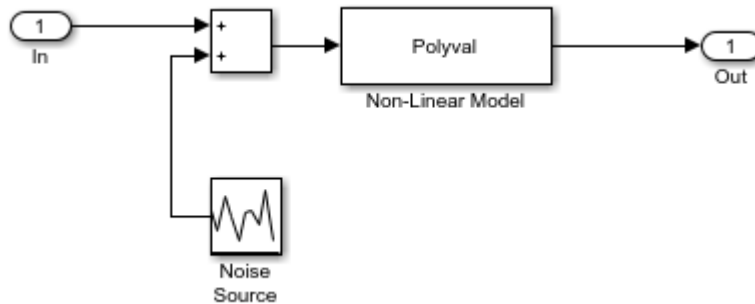 1
In
+
+
Polyval
Non-Linear Model
1
Out
Noise
Source